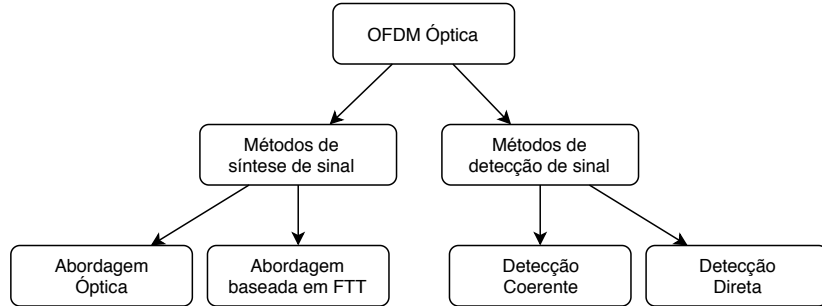 OFDM Óptica
Métodos de
síntese de sinal
Métodos de
detecção de sinal
Abordagem
Óptica
Abordagem
baseada em FTT
Detecção
Coerente
Detecção
Direta